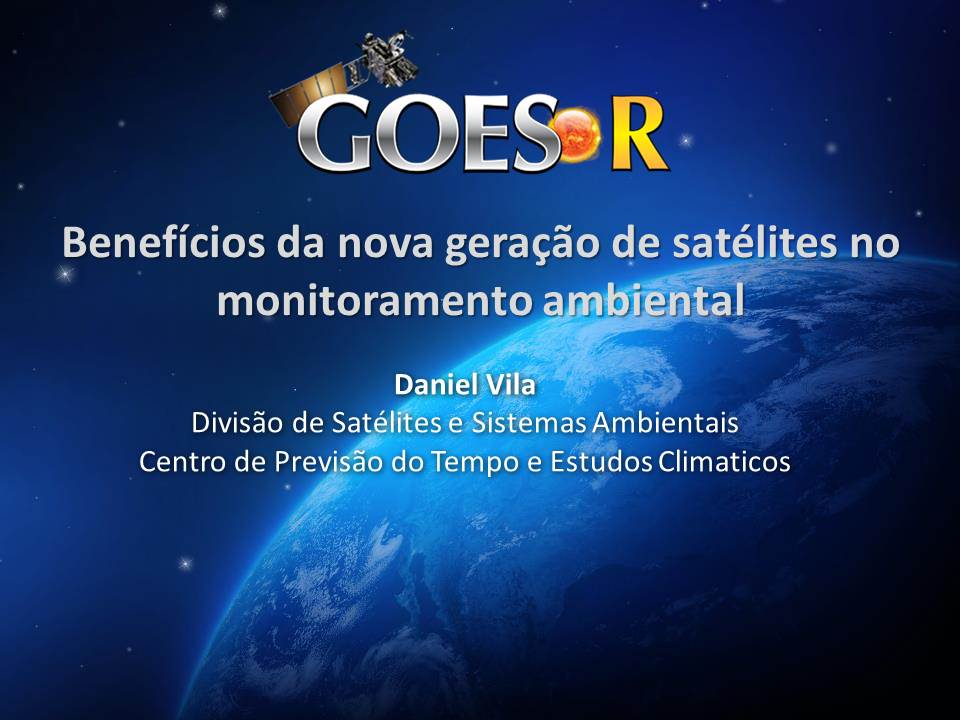 GOES R
Benefícios da nova geração de satélites no
monitoramento ambiental
Daniel Vila
Divisão de Satélites e Sistemas Ambientais
Centro de Previsão do Tempo e Estudos Climaticos